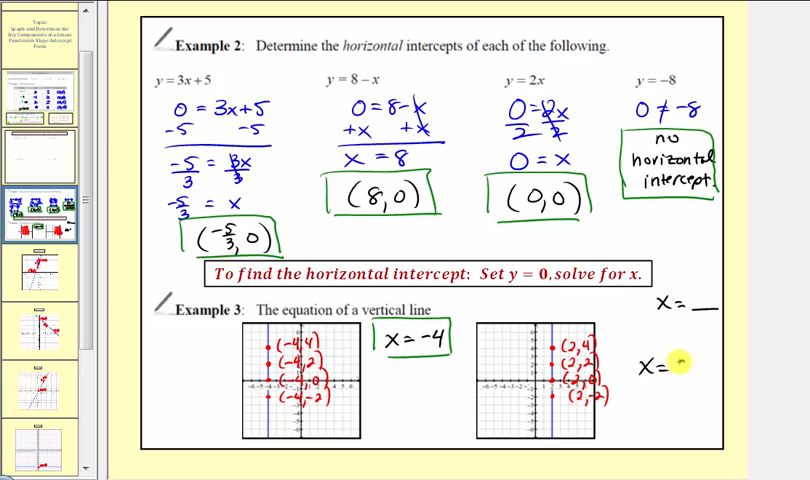 Topic:
Graph and Determine the
Key Components of a Linear
Function in Slope-Intercept
Form
Example 2: Determine the horizontal intercepts of each of the following.
y = 3x + 5
y = 8 – x
y = 2x
y = –8
0 = 3x+5
-5 -5
-5/3 = 3x/3
-5/3 = x
(-5/3, 0)
0 = 8-x
+x +x
x = 8
(8,0)
0 = 2x
2 2
0 = x
(0,0)
0 ≠ -8
no
horizontal
intercept
To find the horizontal intercept: Set y = 0, solve for x.
Example 3: The equation of a vertical line
x = __
(-4,4)
(-4,2)
(-4,0)
(-4,-2)
x = -4
(2,4)
(2,2)
(2,0)
(2,-2)
x =